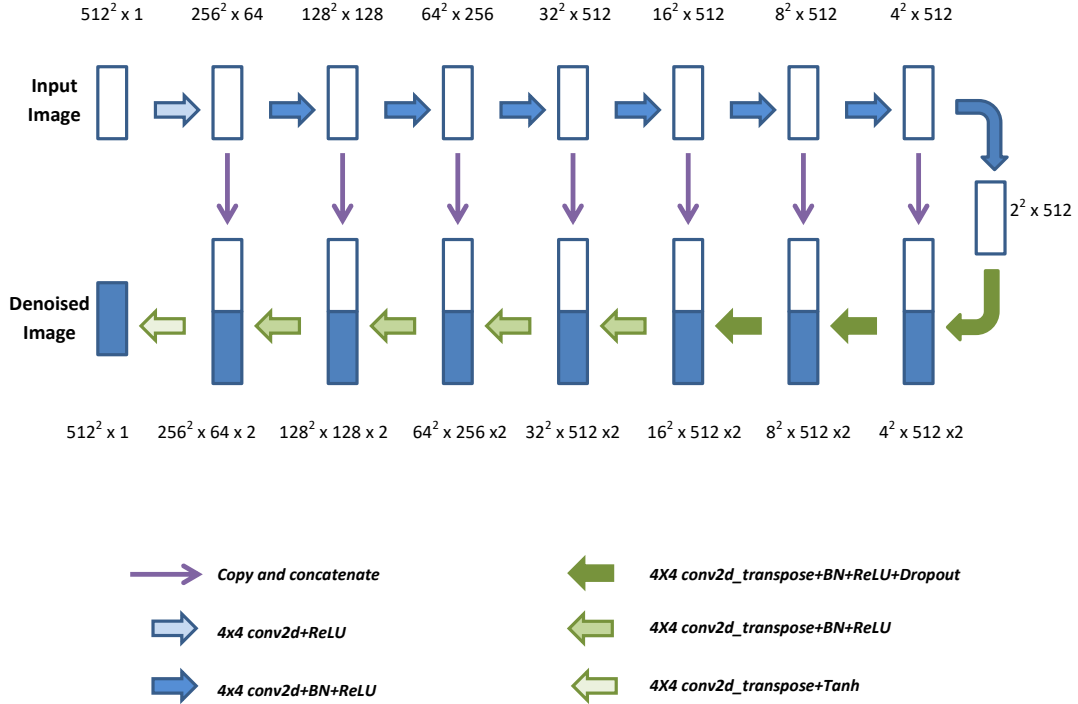 512² x 1
256² x 64
128² x 128
64² x 256
32² x 512
16² x 512
8² x 512
4² x 512
Input
Image
2² x 512
Denoised
Image
512² x 1
256² x 64 x 2
128² x 128 x 2
64² x 256 x2
32² x 512 x2
16² x 512 x2
8² x 512 x2
4² x 512 x2
Copy and concatenate
4X4 conv2d_transpose+BN+ReLU+Dropout
4x4 conv2d+ReLU
4X4 conv2d_transpose+BN+ReLU
4x4 conv2d+BN+ReLU
4X4 conv2d_transpose+Tanh